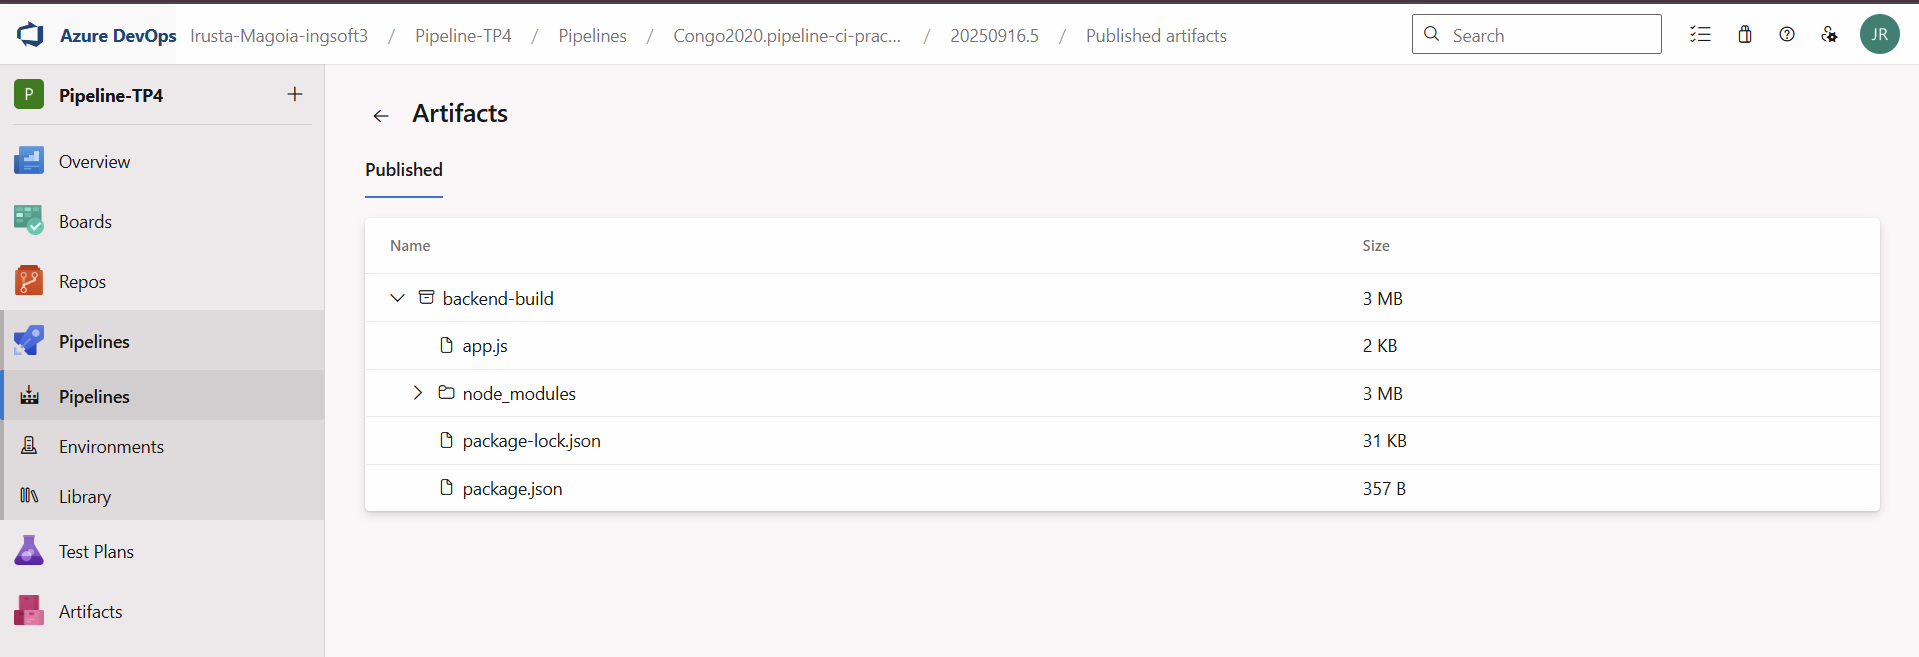 Azure DevOps Irusta-Magoia-ingsoft3 / Pipeline-TP4 / Pipelines / Congo2020.pipeline-ci-prac... / 20250916.5 / Published artifacts Search JR
P Pipeline-TP4 +
Overview
Boards
Repos
Pipelines
Pipelines
Environments
Library
Test Plans
Artifacts
Artifacts
Published
Name Size
backend-build 3 MB
app.js 2 KB
node_modules 3 MB
package-lock.json 31 KB
package.json 357 B